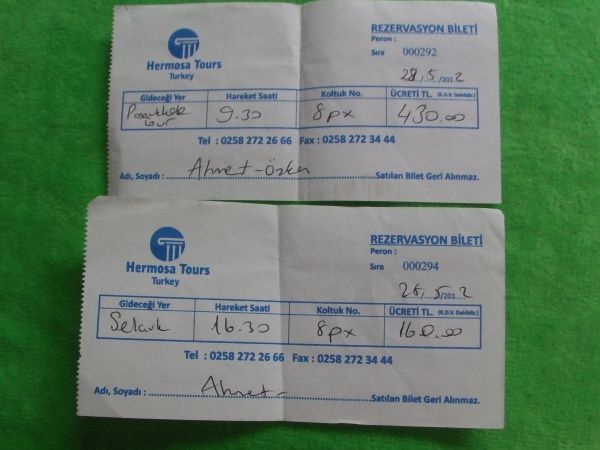 Hermosa Tours
Turkey
REZERVASYON BİLETİ
Peron :
Sıra 000292
28, 5 /2012
Gideceği Yer Hareket Saati Koltuk No. ÜCRETİ TL. (K.D.V. Dahildir.)
Pamukkale 9.30 8px 430.00
tour
Tel : 0258 272 26 66 Fax : 0258 272 34 44
Adı, Soyadı : Ahmet-Özker Satılan Bilet Geri Alınmaz.
Hermosa Tours
Turkey
REZERVASYON BİLETİ
Peron :
Sıra 000294
28, 5/2012
Gideceği Yer Hareket Saati Koltuk No. ÜCRETİ TL. (K.D.V. Dahildir.)
Selcuk 16.30 8px 160.00
Tel : 0258 272 26 66 Fax : 0258 272 34 44
Adı, Soyadı : Ahmet- Satılan Bilet Geri Alınmaz.